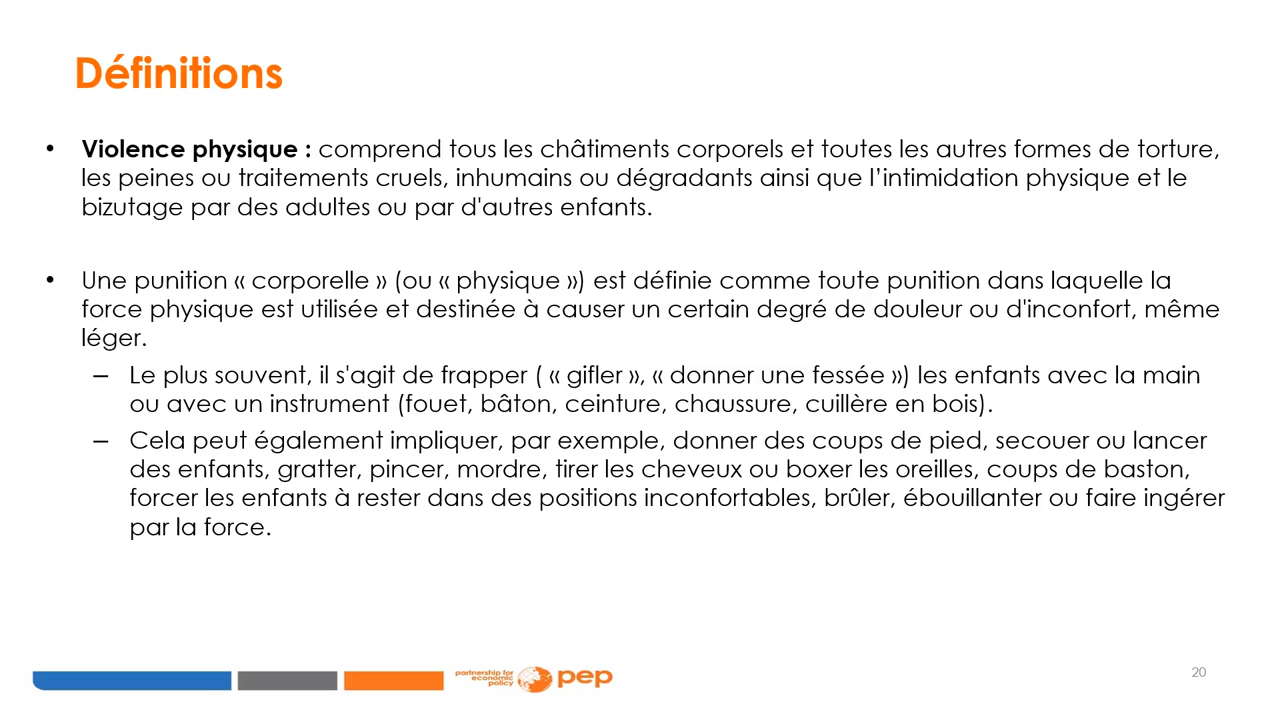 Définitions
• Violence physique : comprend tous les châtiments corporels et toutes les autres formes de torture,
les peines ou traitements cruels, inhumains ou dégradants ainsi que l’intimidation physique et le
bizutage par des adultes ou par d'autres enfants.
• Une punition « corporelle » (ou « physique ») est définie comme toute punition dans laquelle la
force physique est utilisée et destinée à causer un certain degré de douleur ou d'inconfort, même
léger.
– Le plus souvent, il s'agit de frapper ( « gifler », « donner une fessée ») les enfants avec la main
ou avec un instrument (fouet, bâton, ceinture, chaussure, cuillère en bois).
– Cela peut également impliquer, par exemple, donner des coups de pied, secouer ou lancer
des enfants, gratter, pincer, mordre, tirer les cheveux ou boxer les oreilles, coups de baston,
forcer les enfants à rester dans des positions inconfortables, brûler, ébouillanter ou faire ingérer
par la force.
partnership for
economic
policy
pep
20